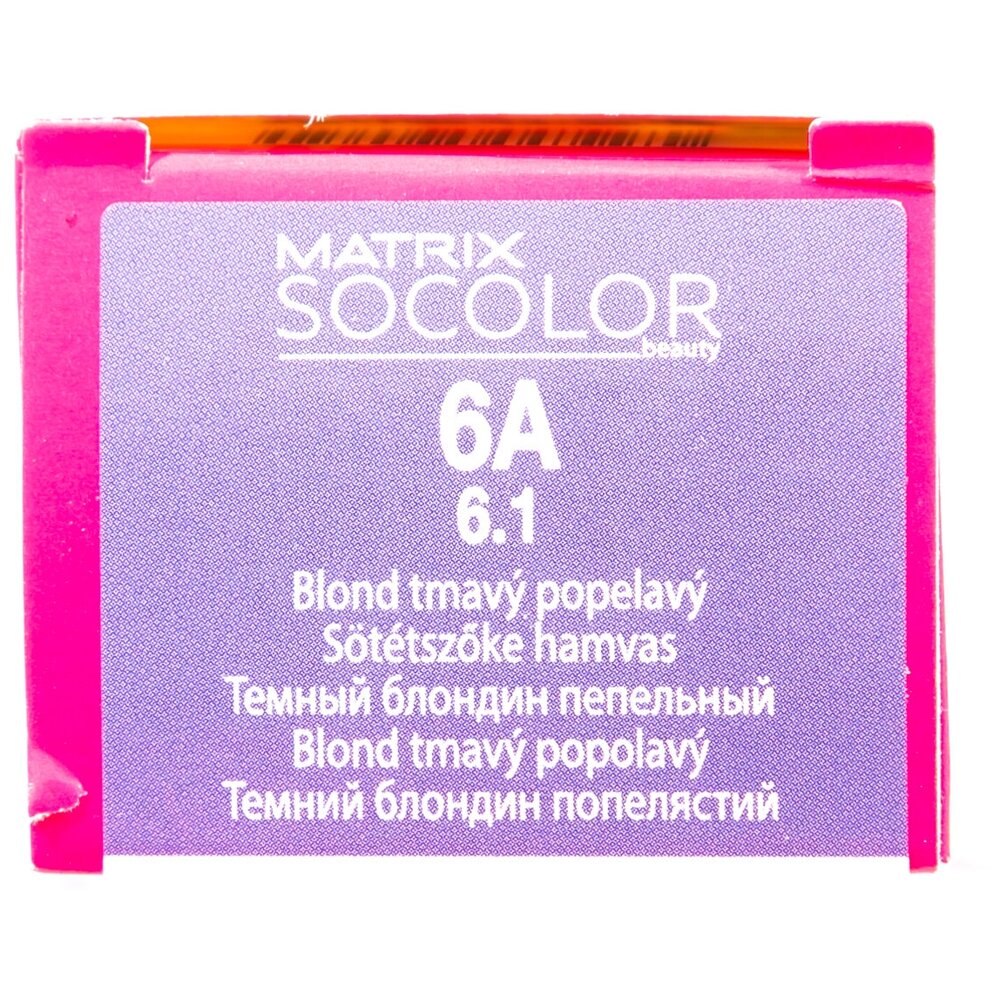 MATRIX
SOCOLOR
beauty
6A
6.1
Blond tmavý popelavý
Sötétszőke hamvas
Темный блондин пепельный
Blond tmavý popolavý
Темний блондин попелястий